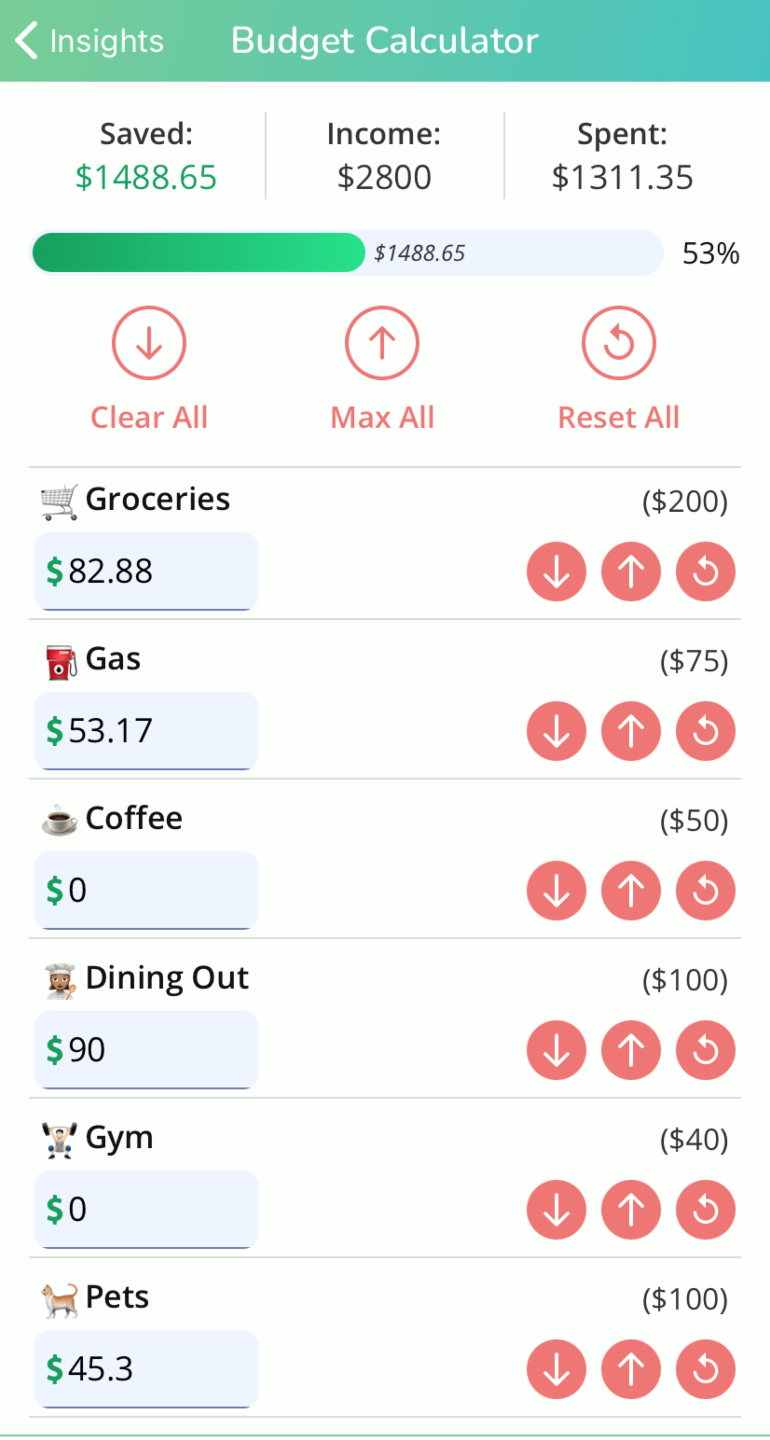 Insights Budget Calculator
Saved: Income: Spent:
$1488.65 $2800 $1311.35
$1488.65 53%
Clear All Max All Reset All
Groceries ($200)
$82.88
Gas ($75)
$53.17
Coffee ($50)
$0
Dining Out ($100)
$90
Gym ($40)
$0
Pets ($100)
$45.3